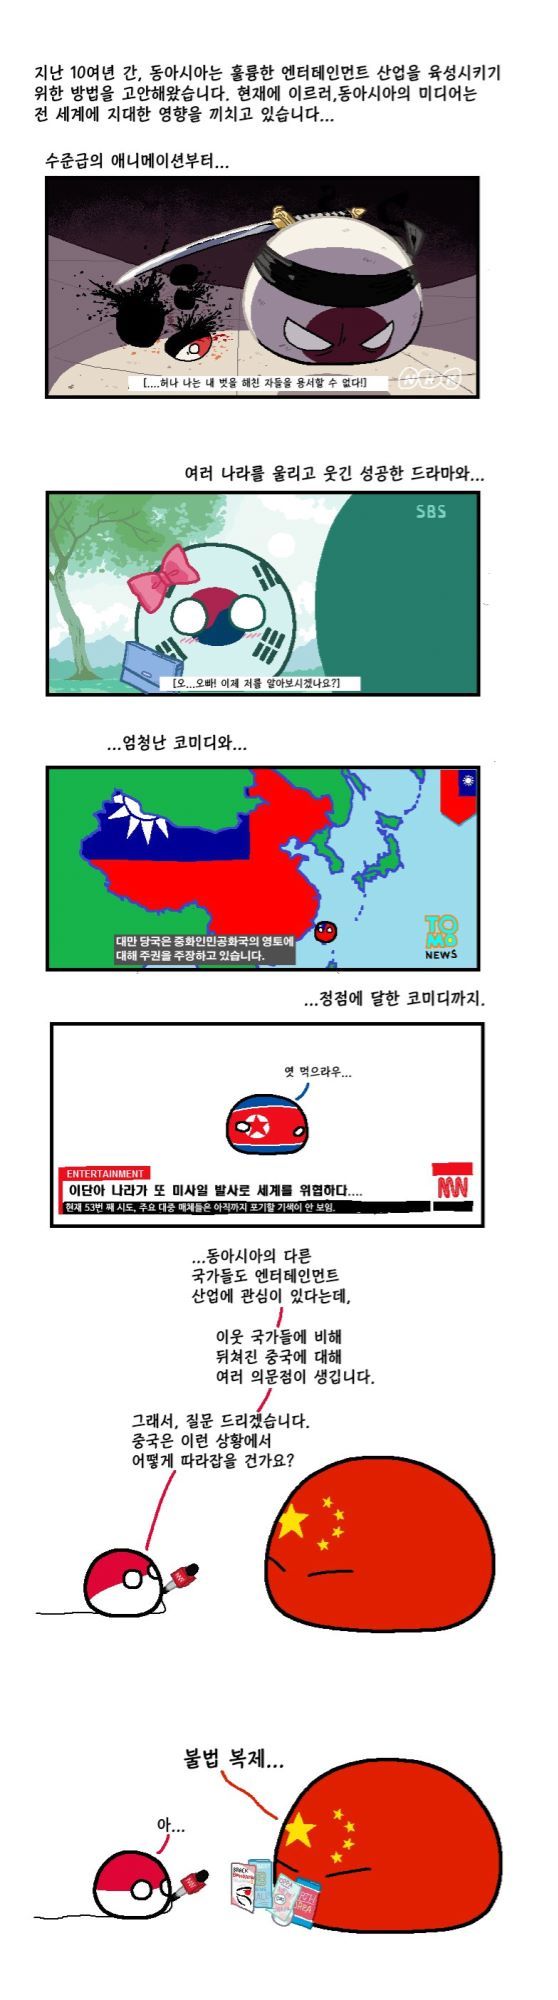 지난 10여년 간, 동아시아는 훌륭한 엔터테인먼트 산업을 육성시키기
위한 방법을 고안해왔습니다. 현재에 이르러,동아시아의 미디어는
전 세계에 지대한 영향을 끼치고 있습니다...
수준급의 애니메이션부터...
[....허나 나는 내 벗을 해친 자들을 용서할 수 없다!]
NHK
여러 나라를 울리고 웃긴 성공한 드라마와...
SBS
[오...오빠! 이제 저를 알아보시겠나요?]
...엄청난 코미디와...
대만 당국은 중화인민공화국의 영토에
대해 주권을 주장하고 있습니다.
TOMO
NEWS
...정점에 달한 코미디까지.
엿 먹으라우...
ENTERTAINMENT
이단아 나라가 또 미사일 발사로 세계를 위협하다....
현재 53번 째 시도, 주요 대중 매체들은 아직까지 포기할 기색이 안 보임.
NW
...동아시아의 다른
국가들도 엔터테인먼트
산업에 관심이 있다는데,
이웃 국가들에 비해
뒤쳐진 중국에 대해
여러 의문점이 생깁니다.
그래서, 질문 드리겠습니다.
중국은 이런 상황에서
어떻게 따라잡을 건가요?
NW
불법 복제...
아...
NW